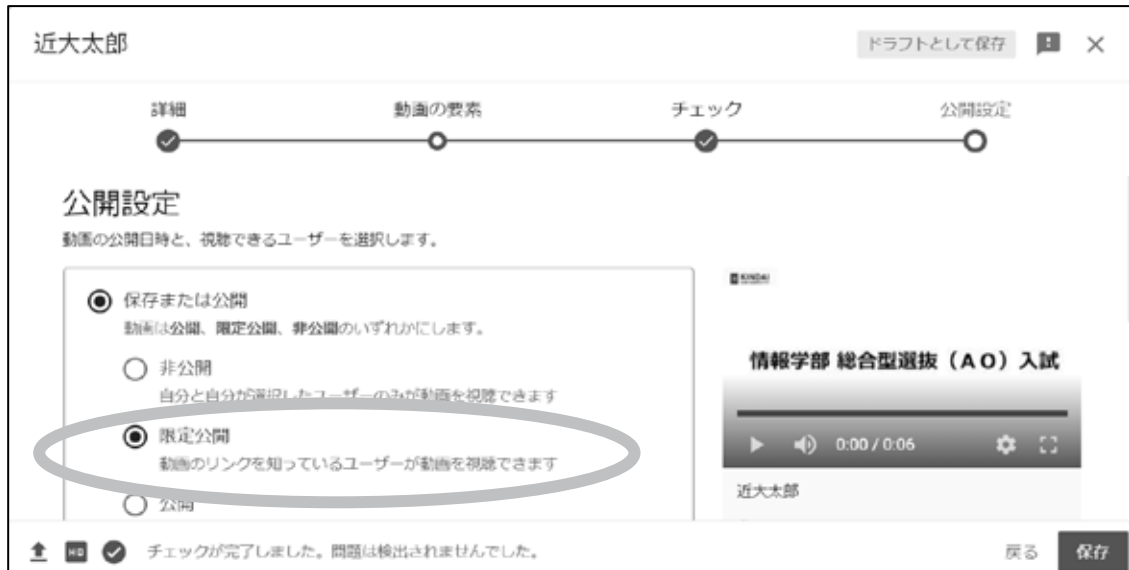 近大太郎
ドラフトとして保存
詳細
動画の要素
チェック
公開設定
公開設定
動画の公開日時と、視聴できるユーザーを選択します。
保存または公開
動画は公開、限定公開、非公開のいずれかにします。
非公開
自分と自分が選択したユーザーのみが動画を視聴できます
限定公開
動画のリンクを知っているユーザーが動画を視聴できます
公開
KINDAI
情報学部 総合型選抜（AO）入試
0:00 / 0:06
近大太郎
HD
チェックが完了しました。問題は検出されませんでした。
戻る
保存